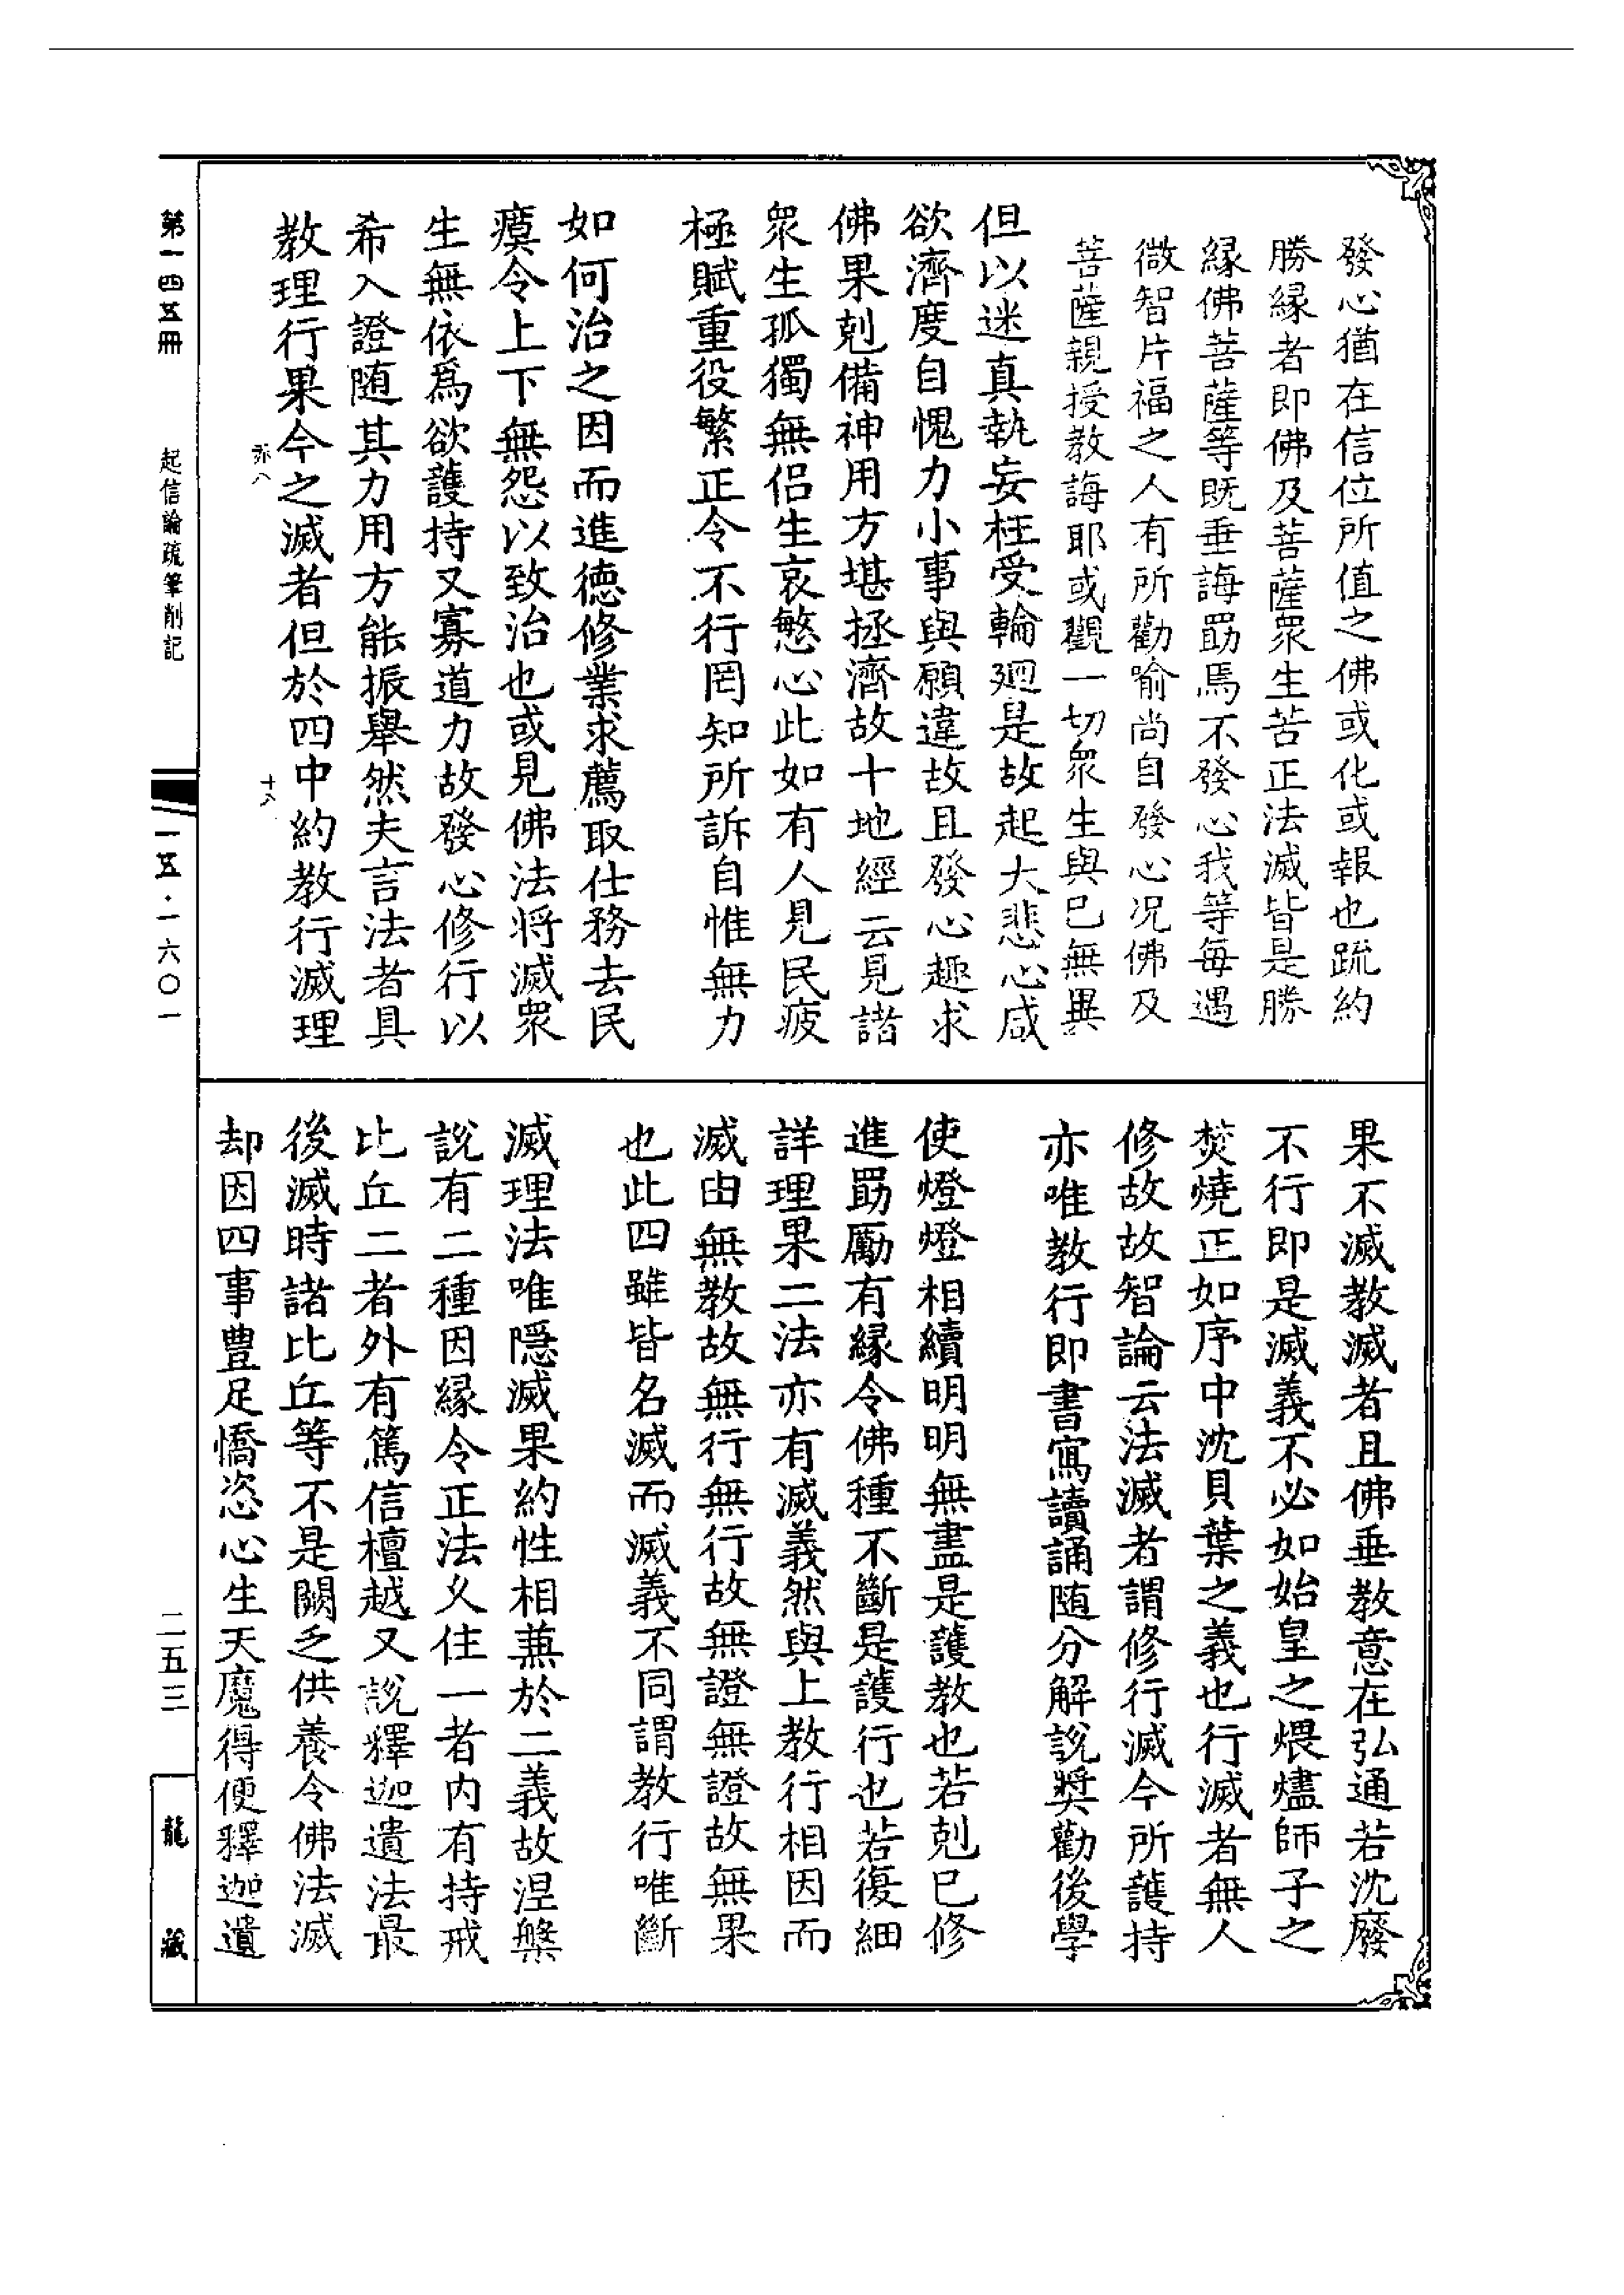 發心猶在信位所值之佛或化或報也疏約
勝緣者即佛及菩薩眾生苦正法滅皆是勝
緣佛菩薩等既垂誨勗焉不發心我等每遇
微智片福之人有所勸喻尚自發心况佛及
菩薩親授教誨耶或觀一切眾生與巳無異
但以迷真執妄枉受輪廻是故起大悲心咸
欲濟度自愧力小事與願違故且發心趣求
佛果剋備神用方堪拯濟故十地經云見諸
眾生孤獨無侶生哀慜心此如有人見民疲
極賦重役繁正令不行罔知所訴自惟無力
如何治之因而進德修業求薦取仕務去民
瘼令上下無怨以致治也或見佛法將滅眾
生無依爲欲護持又寡道力故發心修行以
希入證随其力用方能振舉然夫言法者具
教理行果今之滅者但於四中約教行滅理
果不滅教滅者且佛垂教意在弘通若沈廢
不行即是滅義不必如始皇之煨燼師子之
焚燒正如序中沈貝葉之義也行滅者無人
修故故智論云法滅者謂修行滅今所護持
亦唯教行即書寫讀誦随分解說獎勸後學
使燈燈相續明明無盡是護教也若剋巳修
進勗勵有緣令佛種不斷是護行也若復細
詳理果二法亦有滅義然與上教行相因而
滅由無教故無行無行故無證無證故無果
也此四雖皆名滅而滅義不同謂教行唯斷
滅理法唯隱滅果約性相兼於二義故涅槃
說有二種因緣令正法乆住一者内有持戒
比丘二者外有篤信檀越又說釋迦遺法最
後滅時諸比丘等不是闕乏供養令佛法滅
却因四事豊足憍恣心生天魔得便釋迦遺
第一四五冊
起信論疏筆削記
一五·一六〇一
二五三
龍藏
十八